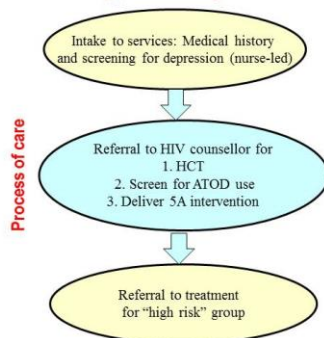 Intake to services: Medical history
and screening for depression (nurse-led)
Process of care
Referral to HIV counsellor for
1. HCT
2. Screen for ATOD use
3. Deliver 5A intervention
Referral to treatment
for “high risk” group